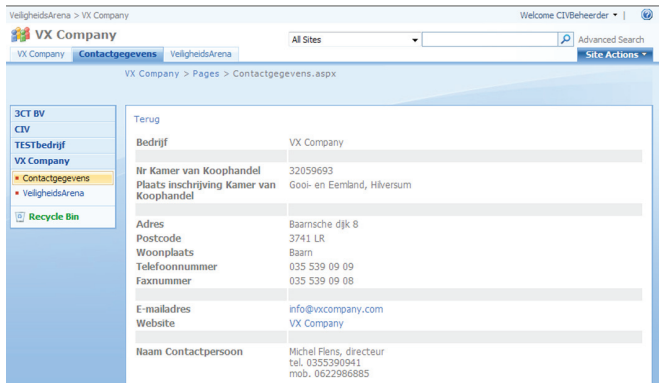 VeiligheidsArena > VX Company
Welcome CIVBeheerder
VX Company
All Sites
Advanced Search
VX Company Contactgegevens VeiligheidsArena
Site Actions
VX Company > Pages > Contactgegevens.aspx
3CT BV
CIV
TESTbedrijf
VX Company
Contactgegevens
VeiligheidsArena
Recycle Bin
Terug
Bedrijf VX Company
Nr Kamer van Koophandel 32059693
Plaats inschrijving Kamer van Gooi- en Eemland, Hilversum
Koophandel
Adres Baarnsche dijk 8
Postcode 3741 LR
Woonplaats Baarn
Telefoonnummer 035 539 09 09
Faxnummer 035 539 09 08
E-mailadres info@vxcompany.com
Website VX Company
Naam Contactpersoon Michel Flens, directeur
tel. 0355390941
mob. 0622986885